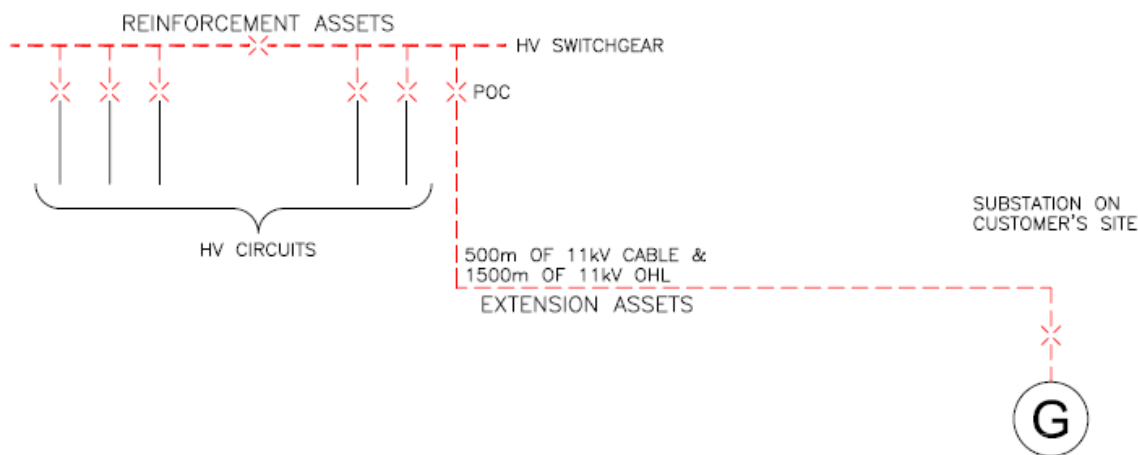 REINFORCEMENT ASSETS
HV SWITCHGEAR
POC
HV CIRCUITS
SUBSTATION ON
CUSTOMER'S SITE
500m OF 11kV CABLE &
1500m OF 11kV OHL
EXTENSION ASSETS
G